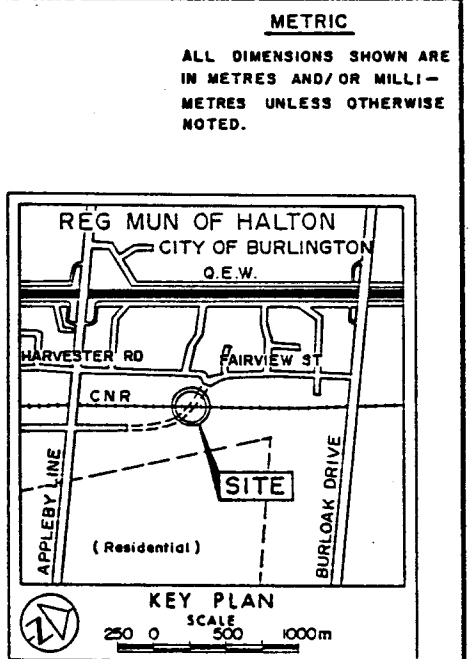 METRIC
ALL DIMENSIONS SHOWN ARE
IN METRES AND/OR MILLI-
METRES UNLESS OTHERWISE
NOTED.
REG MUN OF HALTON
CITY OF BURLINGTON
Q.E.W.
HARVESTER RD
FAIRVIEW ST
CNR
APPLEBY LINE
SITE
BURLOAK DRIVE
(Residential)
N
KEY PLAN
SCALE
250 0 500 1000m